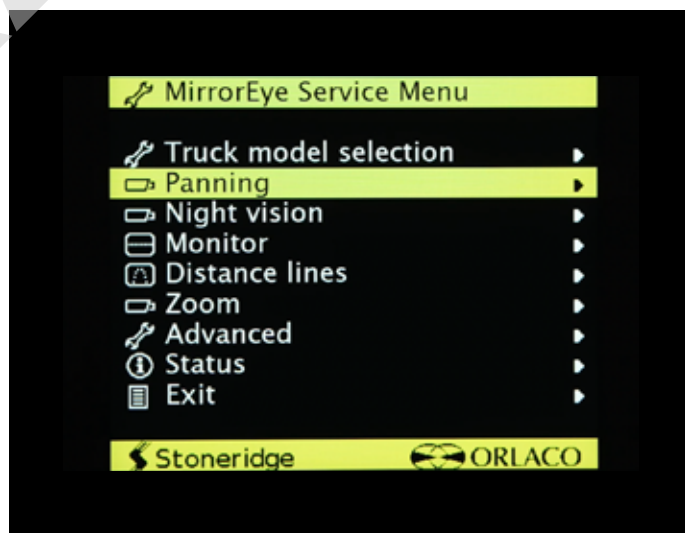 MirrorEye Service Menu
Truck model selection
Panning
Night vision
Monitor
Distance lines
Zoom
Advanced
Status
Exit
Stoneridge ORLACO